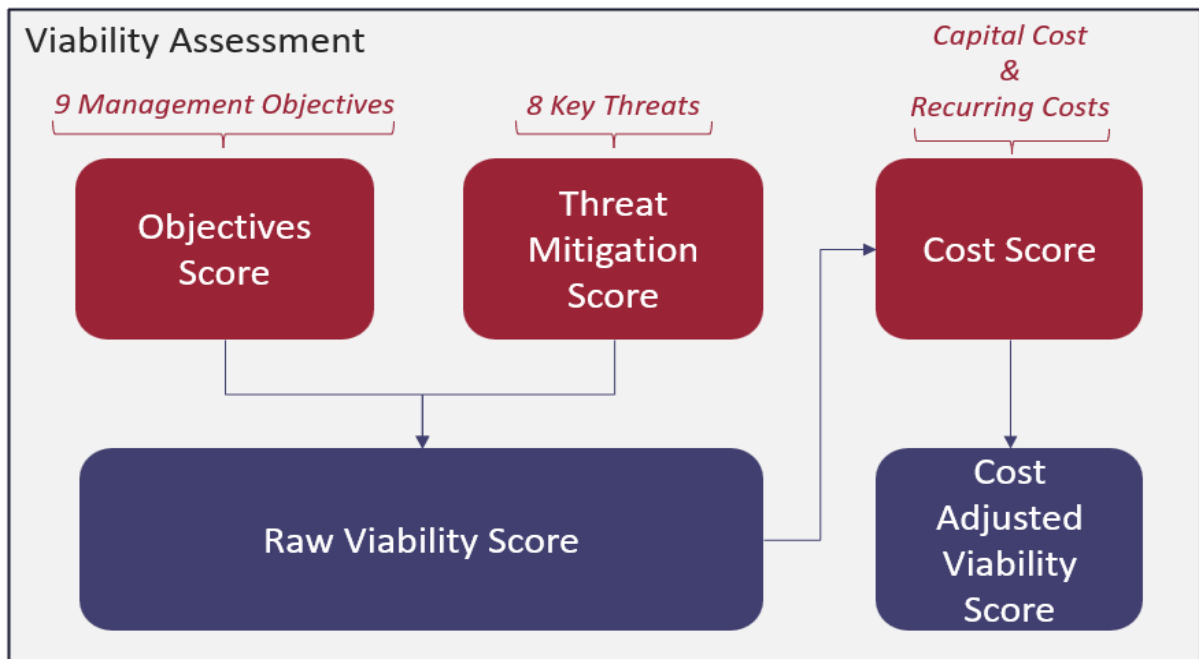 Viability Assessment
9 Management Objectives
8 Key Threats
Capital Cost
&
Recurring Costs
Objectives
Score
Threat
Mitigation
Score
Cost Score
Raw Viability Score
Cost
Adjusted
Viability
Score